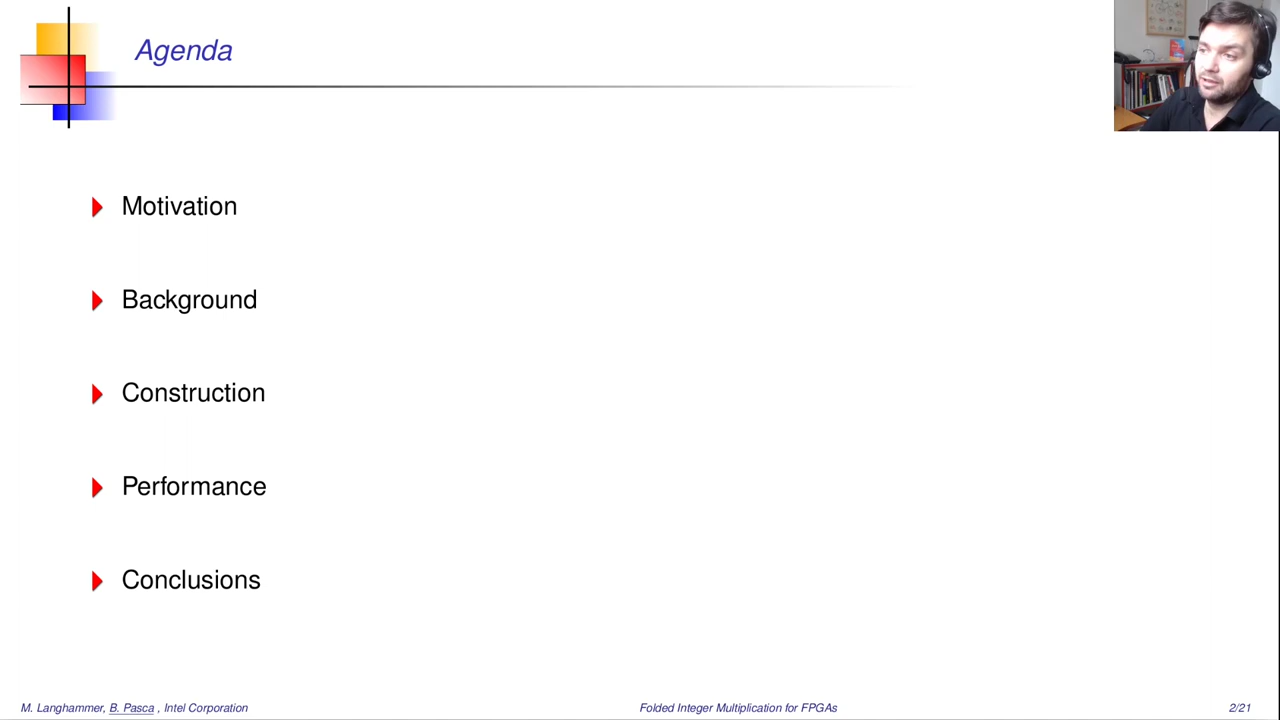 Agenda
Motivation
Background
Construction
Performance
Conclusions
M. Langhammer, B. Pasca , Intel Corporation
Folded Integer Multiplication for FPGAs
2/21